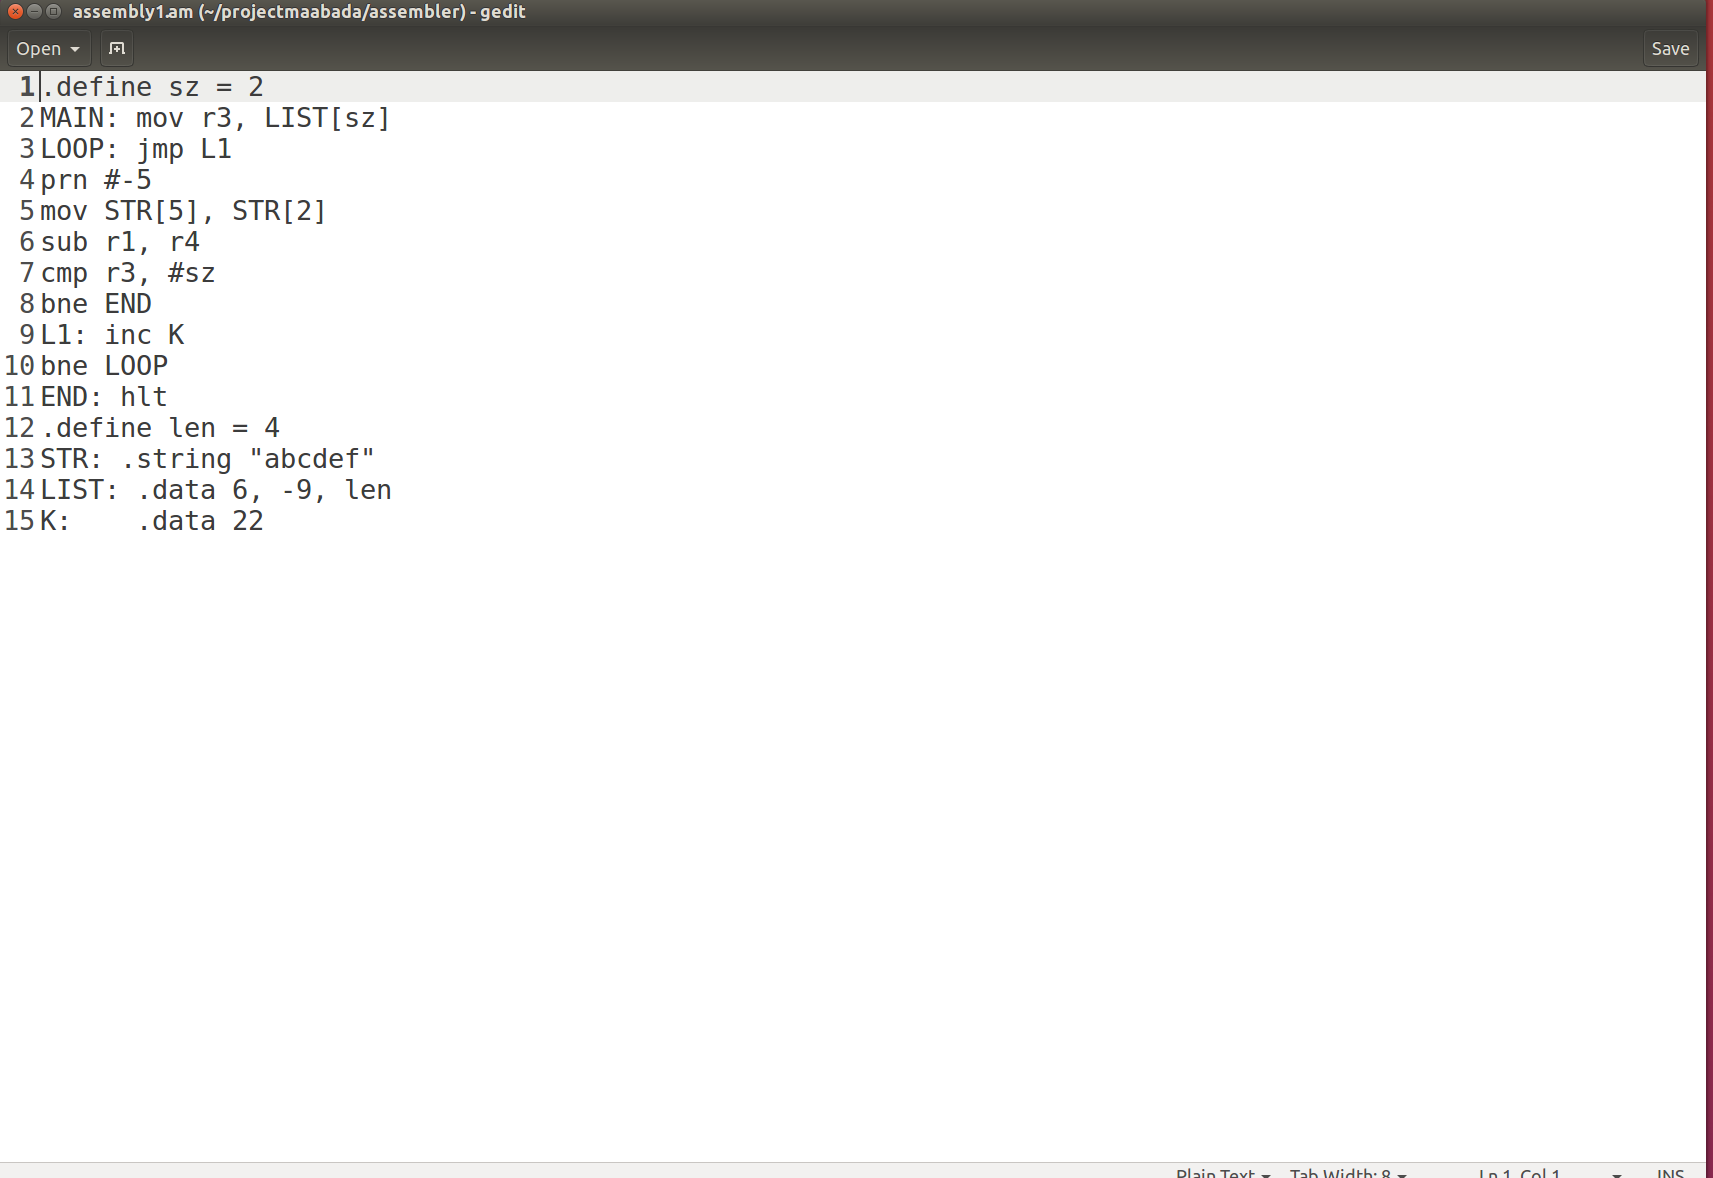 assembly1.am (~/projectmaabada/assembler) - gedit
Open
Save
1 .define sz = 2
2 MAIN: mov r3, LIST[sz]
3 LOOP: jmp L1
4 prn #-5
5 mov STR[5], STR[2]
6 sub r1, r4
7 cmp r3, #sz
8 bne END
9 L1: inc K
10 bne LOOP
11 END: hlt
12 .define len = 4
13 STR: .string "abcdef"
14 LIST: .data 6, -9, len
15 K:    .data 22
Plain Text Tab Width: 8 Ln 1, Col 1 INS